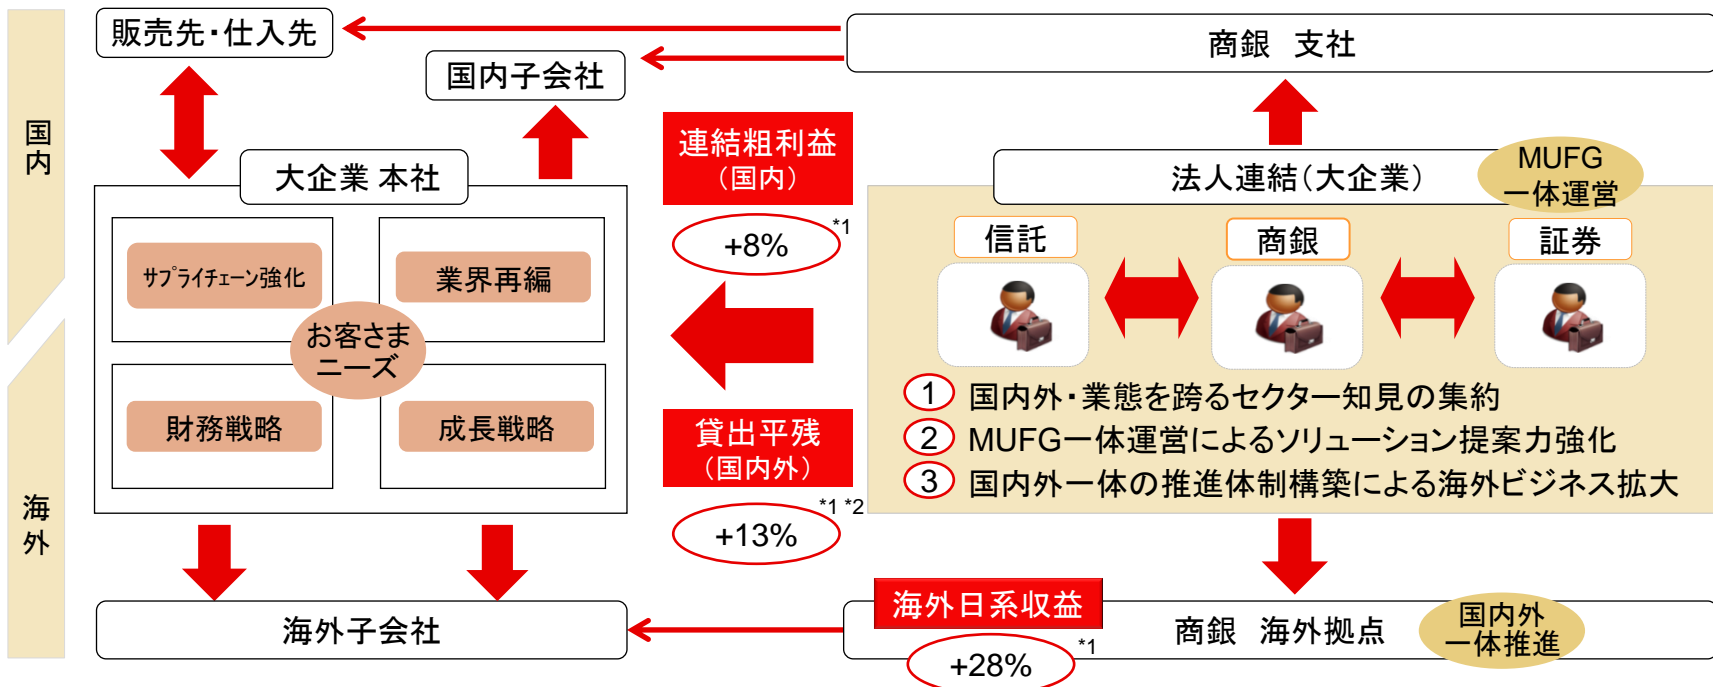 国内
海外
販売先・仕入先
国内子会社
大企業 本社
サプライチェーン強化
業界再編
お客さま
ニーズ
財務戦略
成長戦略
海外子会社
連結粗利益
(国内)
+8%
*1
貸出平残
(国内外)
*1 *2
+13%
海外日系収益
+28%
*1
商銀 支社
法人連結(大企業)
MUFG
一体運営
信託
商銀
証券
1 国内外・業態を跨るセクター知見の集約
2 MUFG一体運営によるソリューション提案力強化
3 国内外一体の推進体制構築による海外ビジネス拡大
商銀 海外拠点
国内外
一体推進